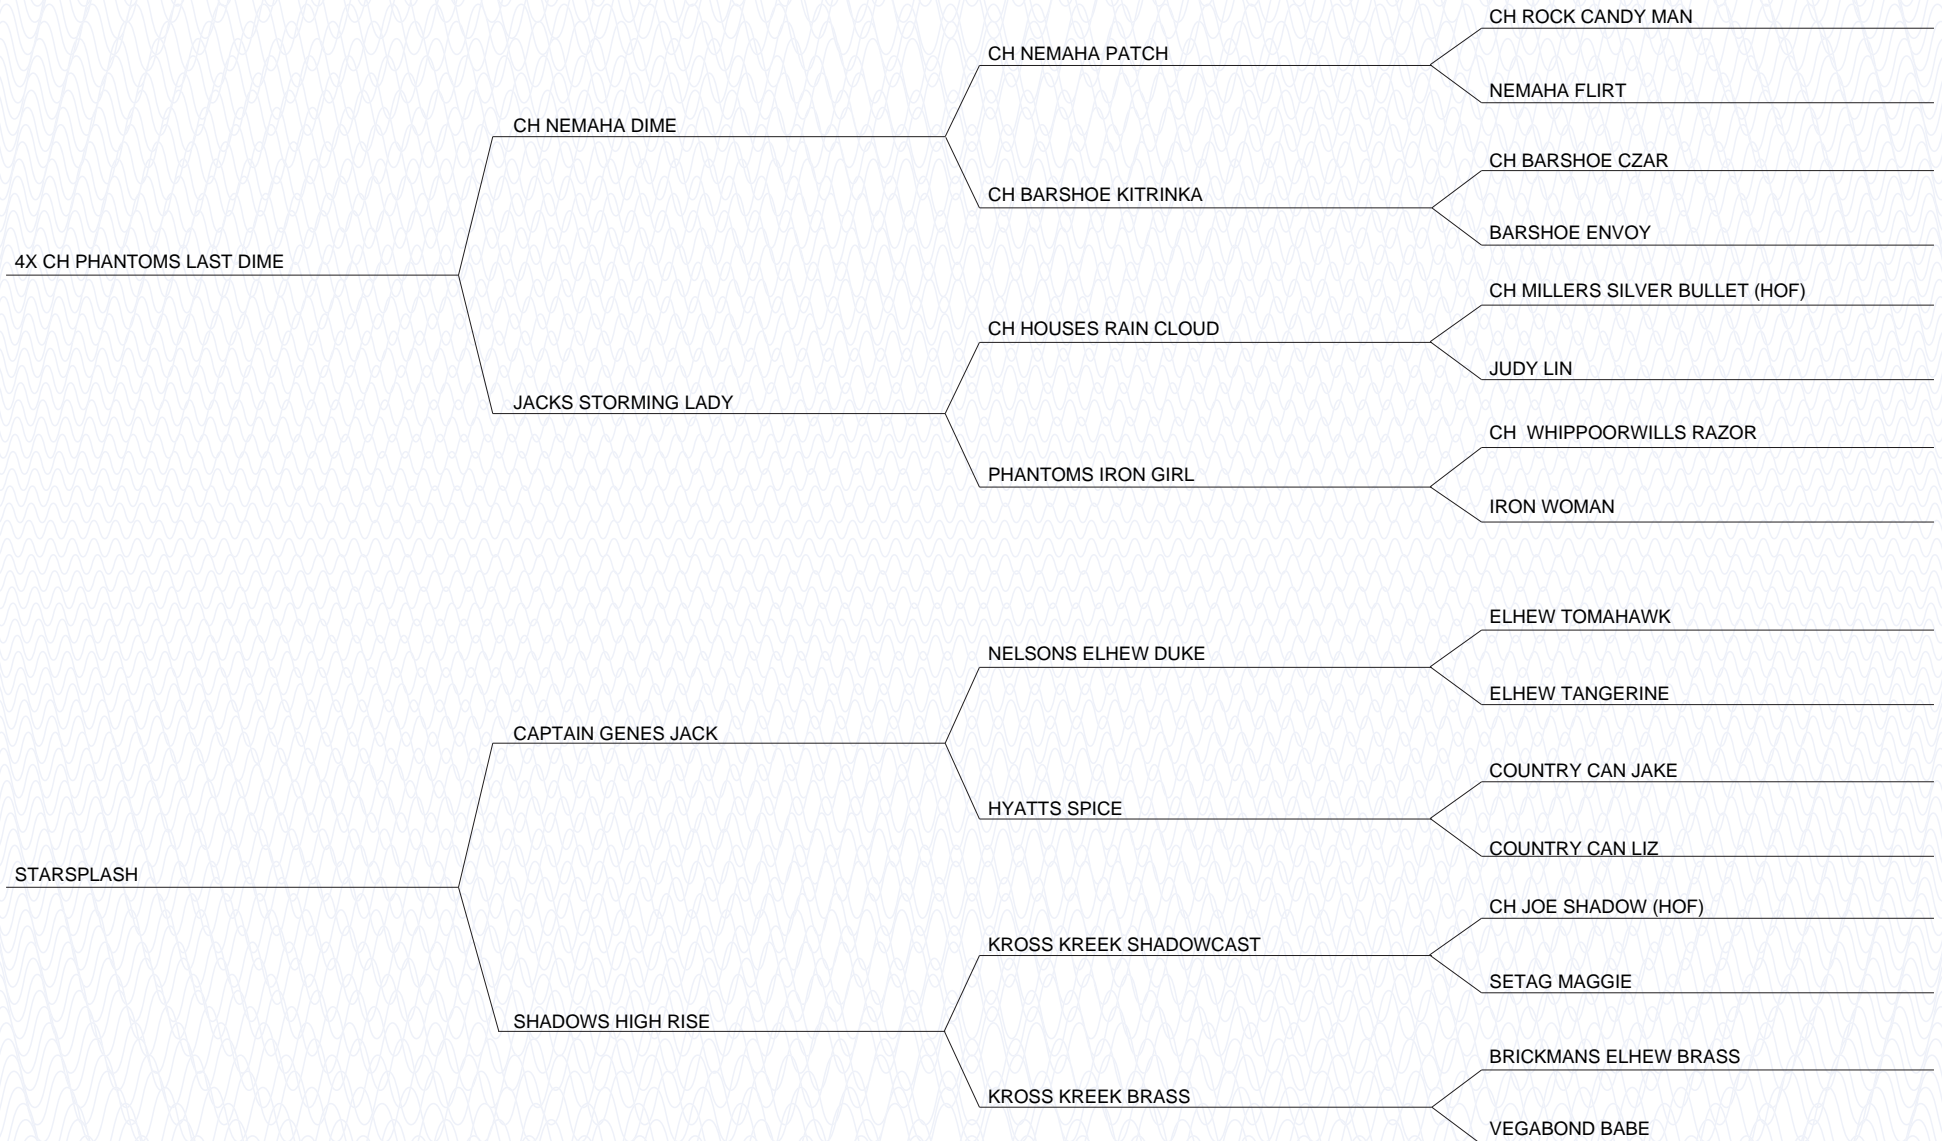 CH ROCK CANDY MAN
CH NEMAHA PATCH
NEMAHA FLIRT
CH NEMAHA DIME
CH BARSHOE CZAR
CH BARSHOE KITRINKA
BARSHOE ENVOY
4X CH PHANTOMS LAST DIME
CH MILLERS SILVER BULLET (HOF)
CH HOUSES RAIN CLOUD
JUDY LIN
JACKS STORMING LADY
CH  WHIPPOORWILLS RAZOR
PHANTOMS IRON GIRL
IRON WOMAN
ELHEW TOMAHAWK
NELSONS ELHEW DUKE
ELHEW TANGERINE
CAPTAIN GENES JACK
COUNTRY CAN JAKE
HYATTS SPICE
COUNTRY CAN LIZ
STARSPLASH
CH JOE SHADOW (HOF)
KROSS KREEK SHADOWCAST
SETAG MAGGIE
SHADOWS HIGH RISE
BRICKMANS ELHEW BRASS
KROSS KREEK BRASS
VEGABOND BABE